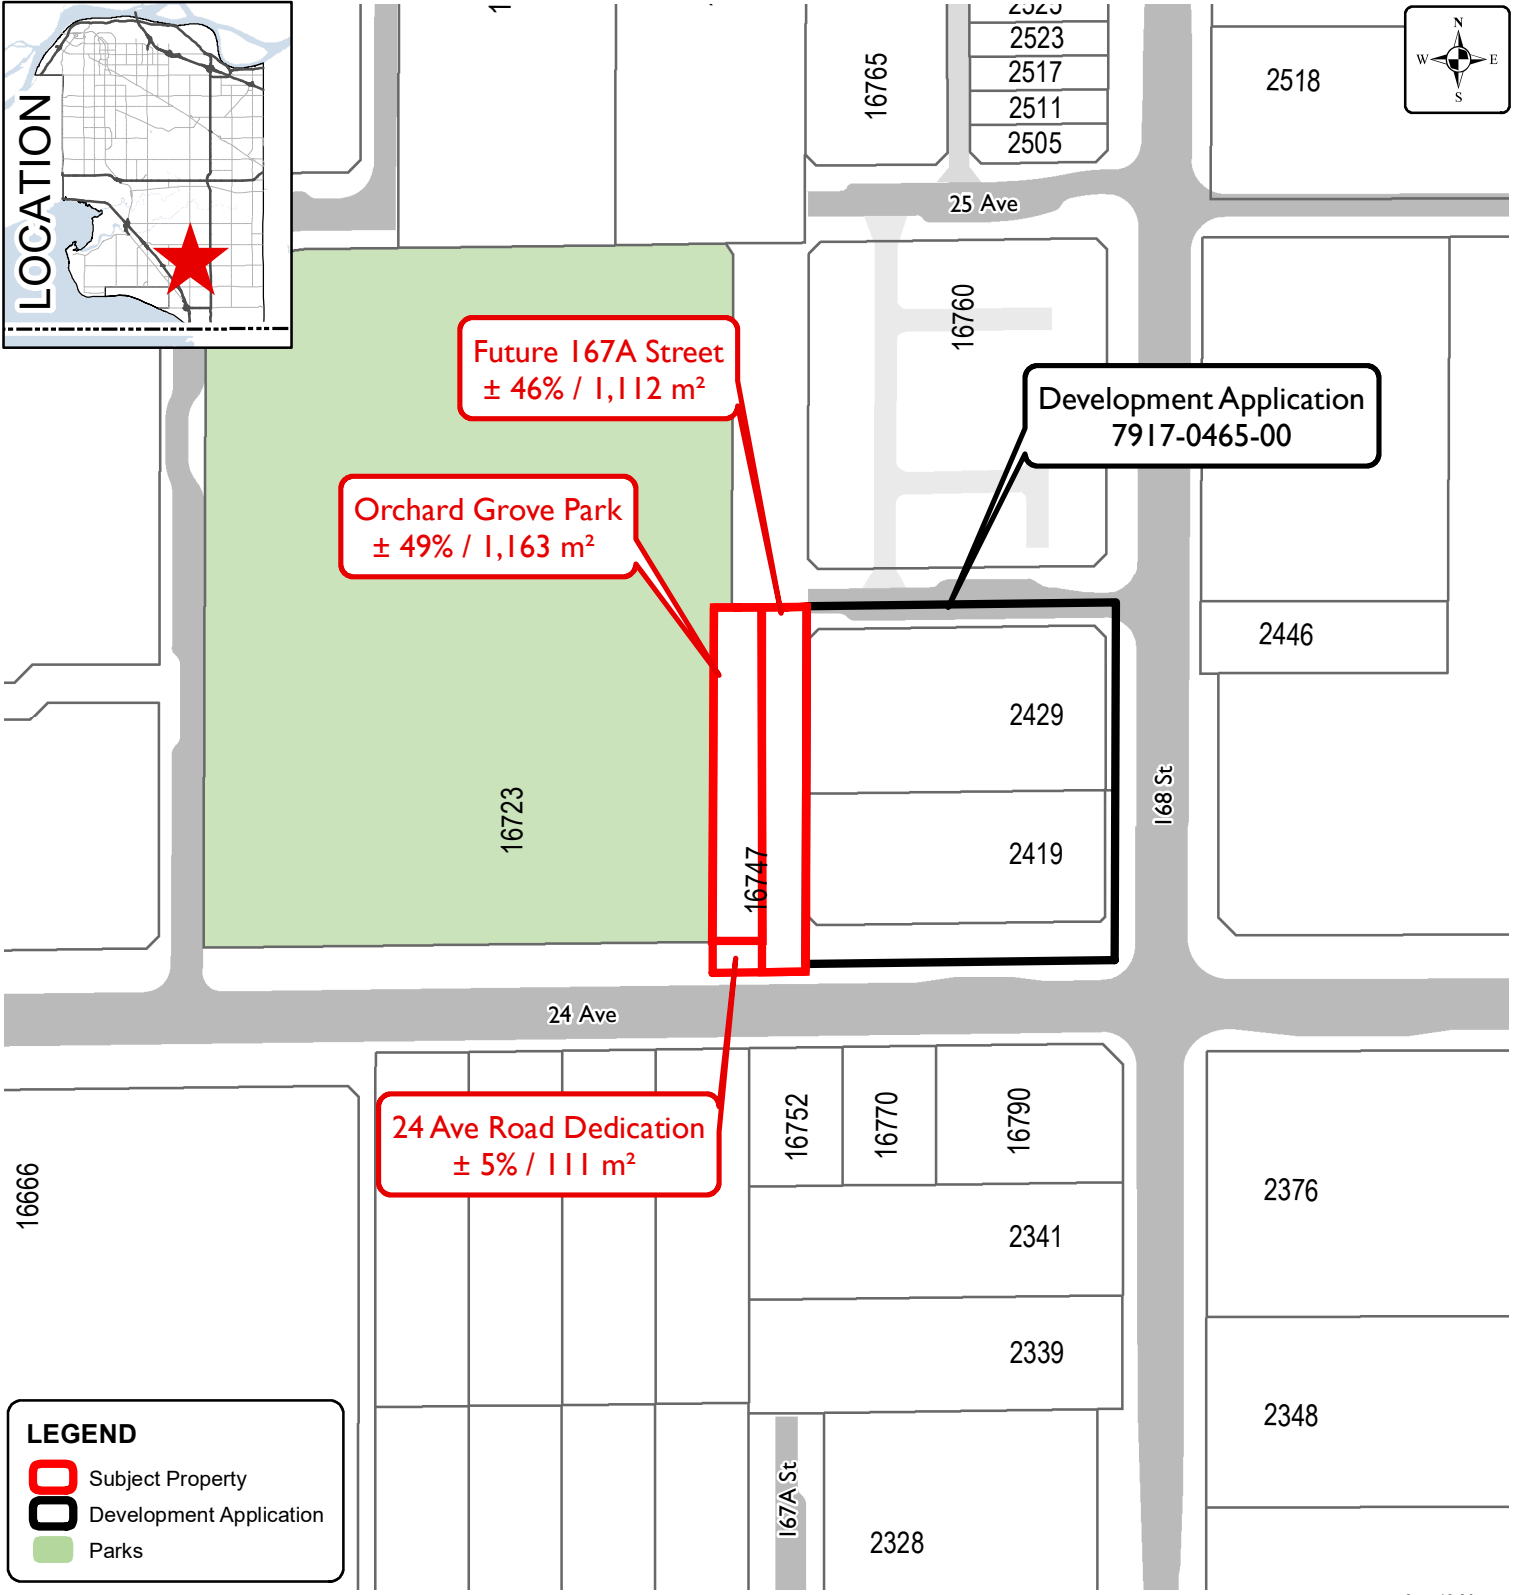 LOCATION
N
W E
S
16765
2525
2523
2517
2511
2505
2518
25 Ave
16760
Future 167A Street
± 46% / 1,112 m²
Development Application
7917-0465-00
Orchard Grove Park
± 49% / 1,163 m²
2446
2429
168 St
16723
16747
2419
24 Ave
24 Ave Road Dedication
± 5% / 111 m²
16752
16770
16790
16666
2376
2341
2339
2348
167A St
2328
LEGEND
Subject Property
Development Application
Parks